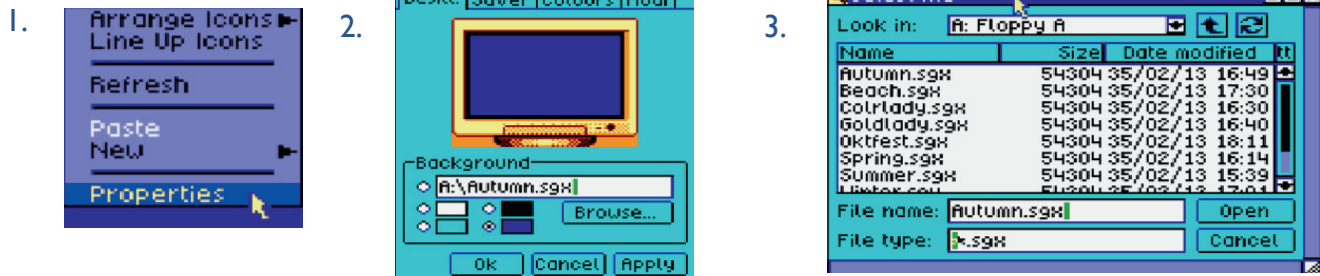 1.
Arrange Icons
Line Up Icons
Refresh
Paste
New
Properties
2.
Saver Colours
Background
A:\Autumn.sgx
Browse...
Ok Cancel Apply
3.
Look in: A: Floppy A
Name Size Date modified tt
Autumn.sgx 54304 35/02/13 16:49
Beach.sgx 54304 35/02/13 17:30
Colrlady.sgx 54304 35/02/13 16:30
Goldlady.sgx 54304 35/02/13 16:40
Oktfest.sgx 54304 35/02/13 18:11
Spring.sgx 54304 35/02/13 16:14
Summer.sgx 54304 35/02/13 15:39
File name: Autumn.sgx Open
File type: *.sgx Cancel